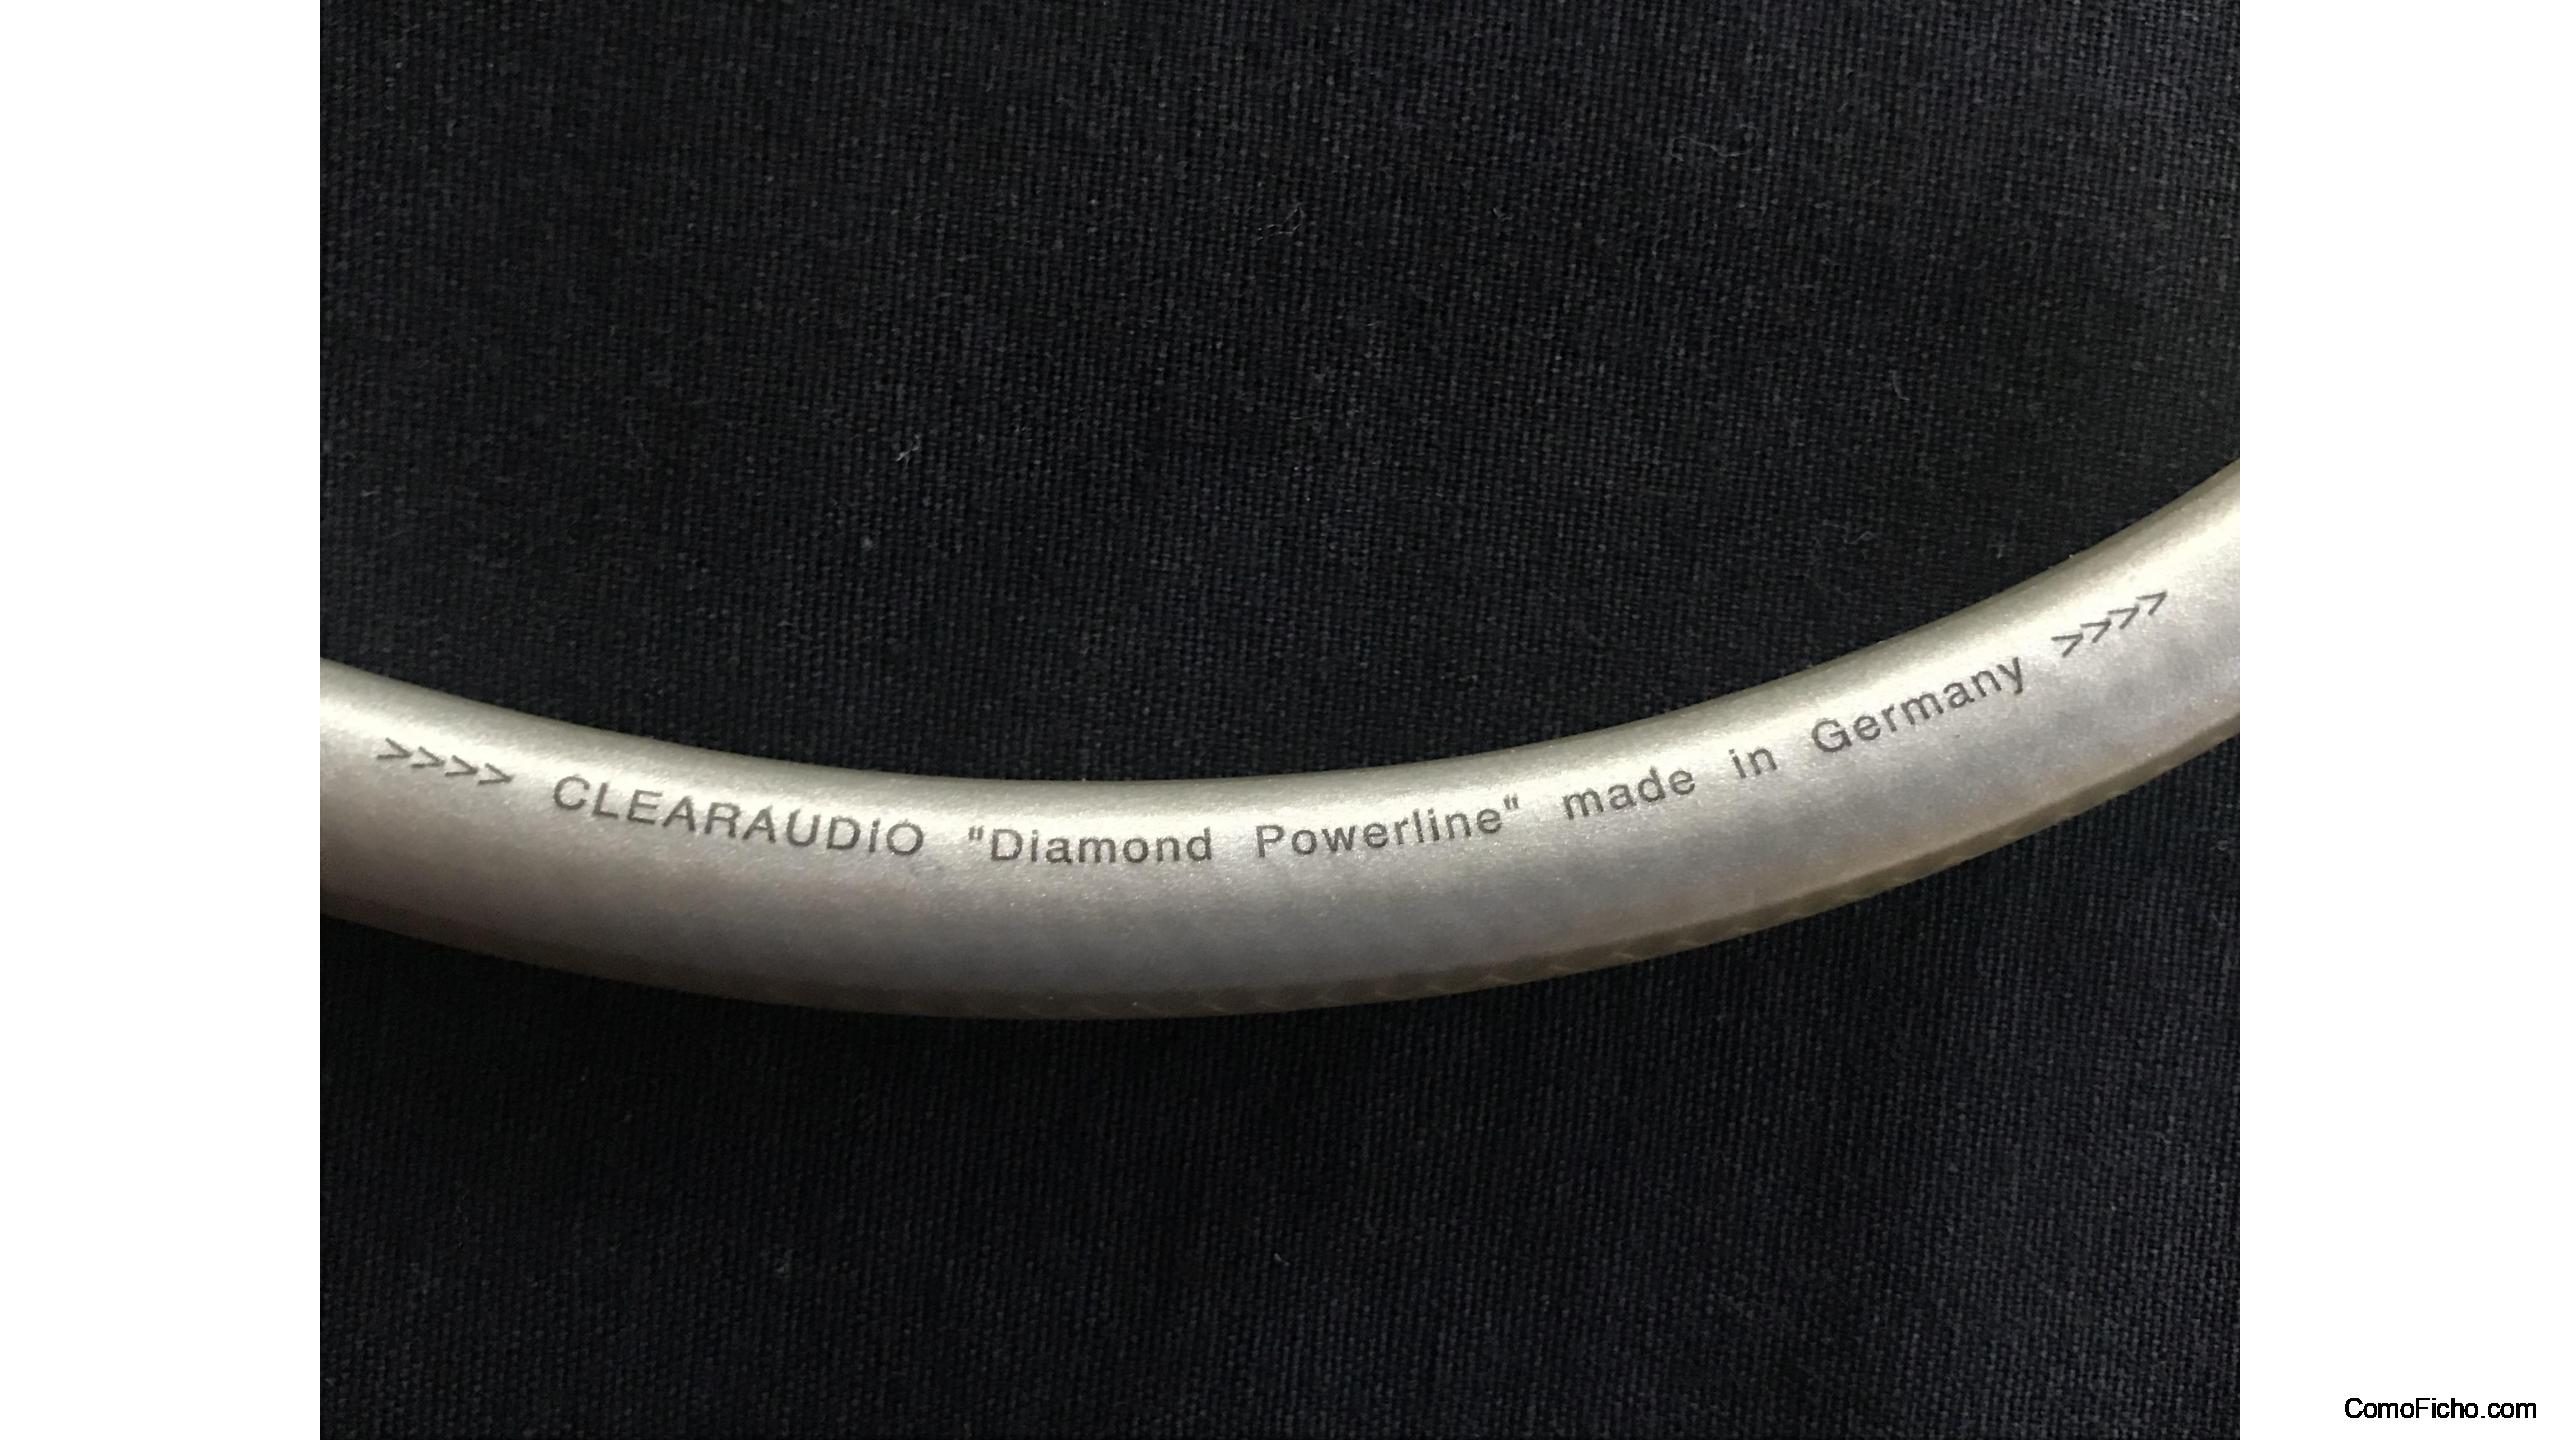 >>>> CLEARAUDiO "Diamond Powerline" made in Germany >>>>
ComoFicho.com